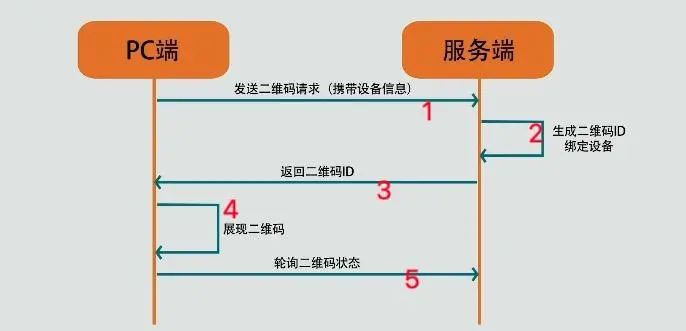 PC端
服务端
发送二维码请求（携带设备信息）
1
2
生成二维码ID
绑定设备
返回二维码ID
3
4
展现二维码
轮询二维码状态
5